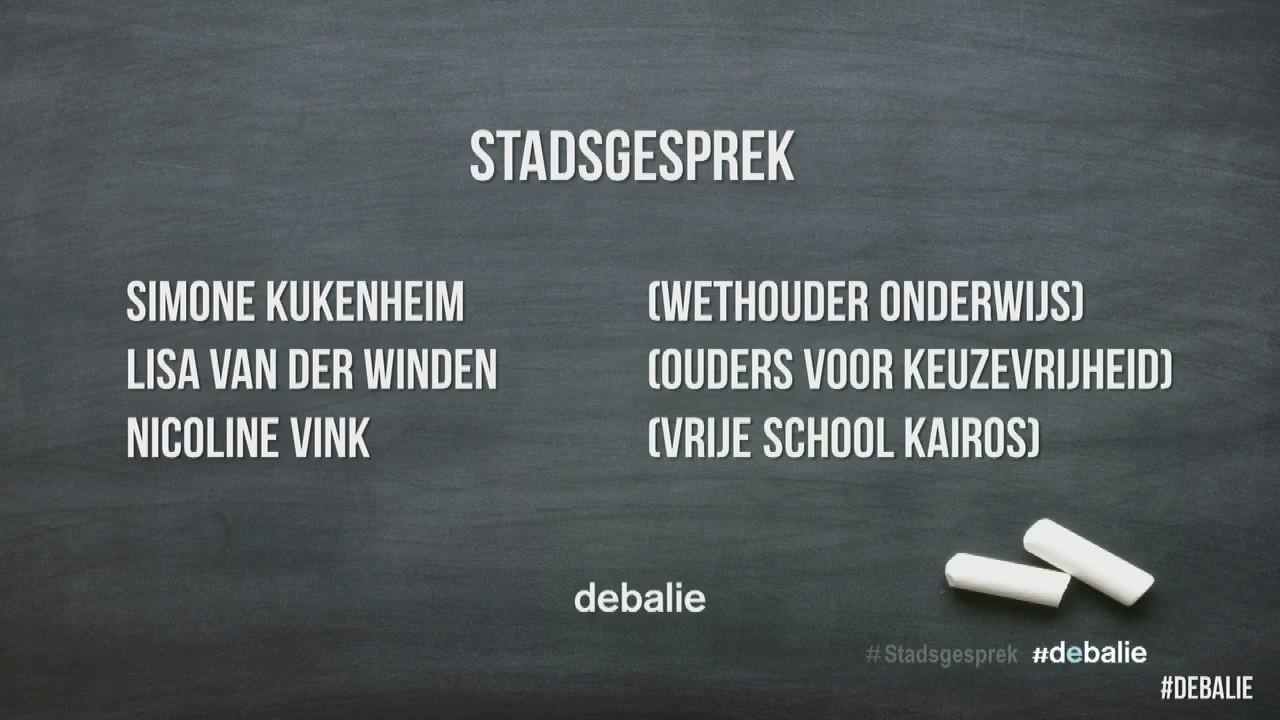 STADSGESPREK
SIMONE KUKENHEIM (WETHOUDER ONDERWIJS)
LISA VAN DER WINDEN (OUDERS VOOR KEUZEVRIJHEID)
NICOLINE VINK (VRIJE SCHOOL KAIROS)
debalie
#Stadsgesprek #debalie
#DEBALIE